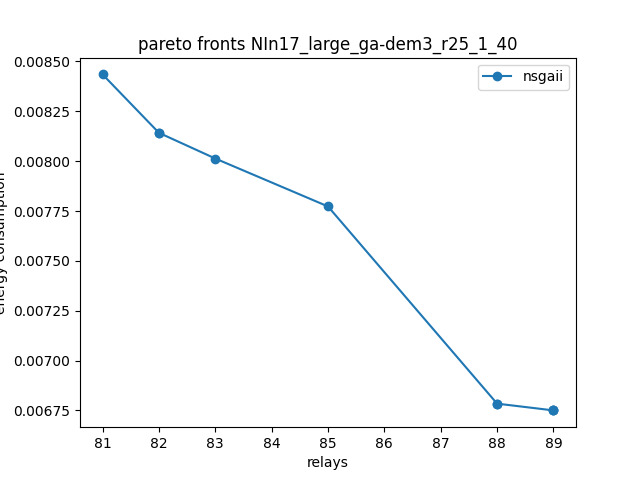 pareto fronts NIn17_large_ga-dem3_r25_1_40
nsgaii
0.00850
0.00825
0.00800
0.00775
0.00750
0.00725
0.00700
0.00675
energy consumption
81 82 83 84 85 86 87 88 89
relays